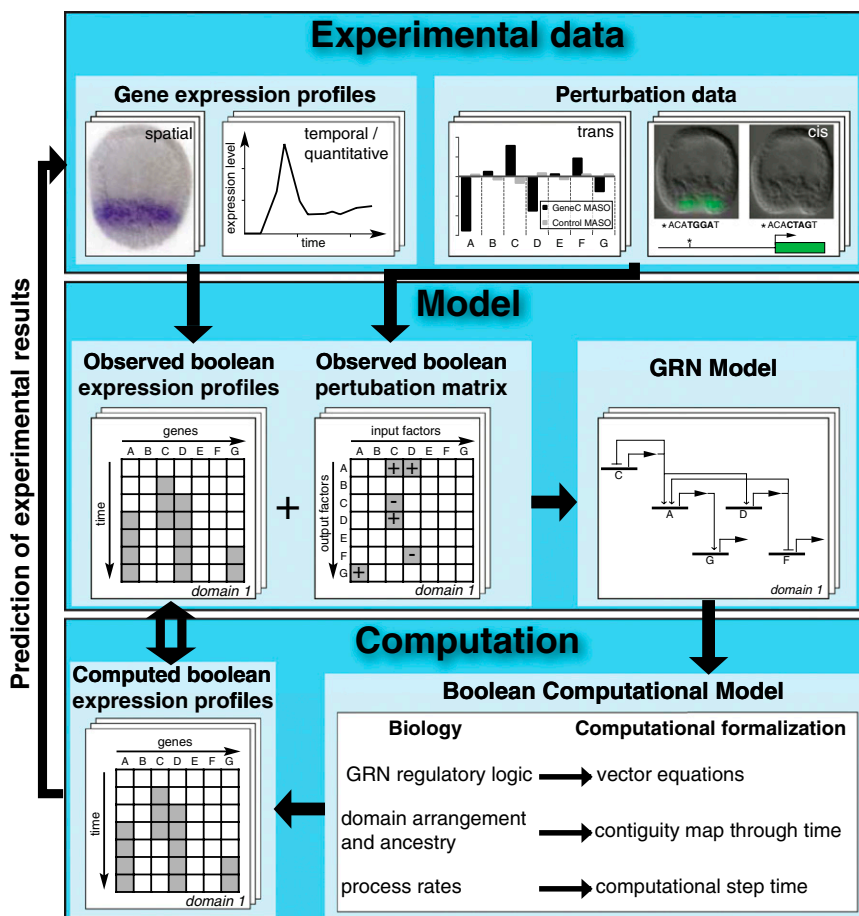 Experimental data
Gene expression profiles
spatial
temporal /
quantitative
expression level
time
Perturbation data
trans
GeneC MASO
Control MASO
A B C D E F G
cis
*ACATGGAT
*ACACTAGT
*
Prediction of experimental results
Model
Observed boolean
expression profiles
genes
A B C D E F G
time
domain 1
+
Observed boolean
pertubation matrix
input factors
A B C D E F G
output factors
A + +
B
C -
D +
E
F -
G +
domain 1
GRN Model
C
A
D
G
F
domain 1
Computation
Computed boolean
expression profiles
genes
A B C D E F G
time
domain 1
Boolean Computational Model
Biology
Computational formalization
GRN regulatory logic
vector equations
domain arrangement
and ancestry
contiguity map through time
process rates
computational step time